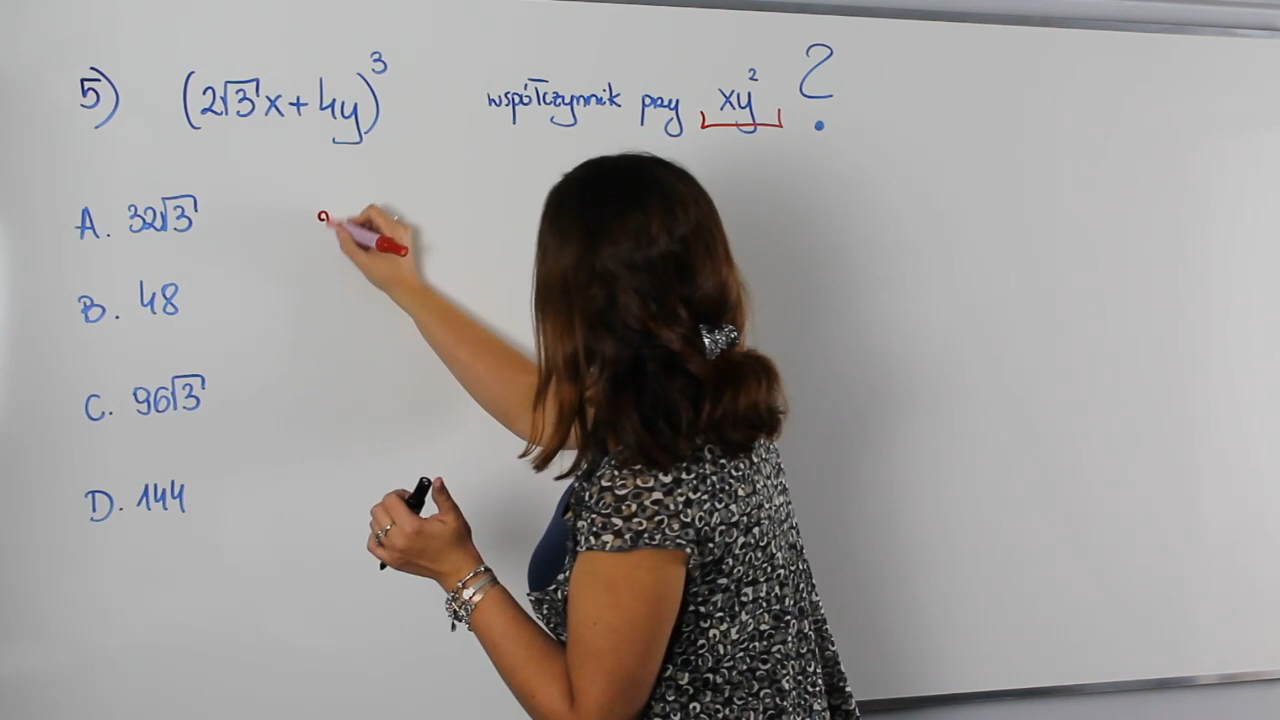 5) (2√3x+4y)³ współczynnik przy xy² ?
A. 32√3
B. 48
C. 96√3
D. 144